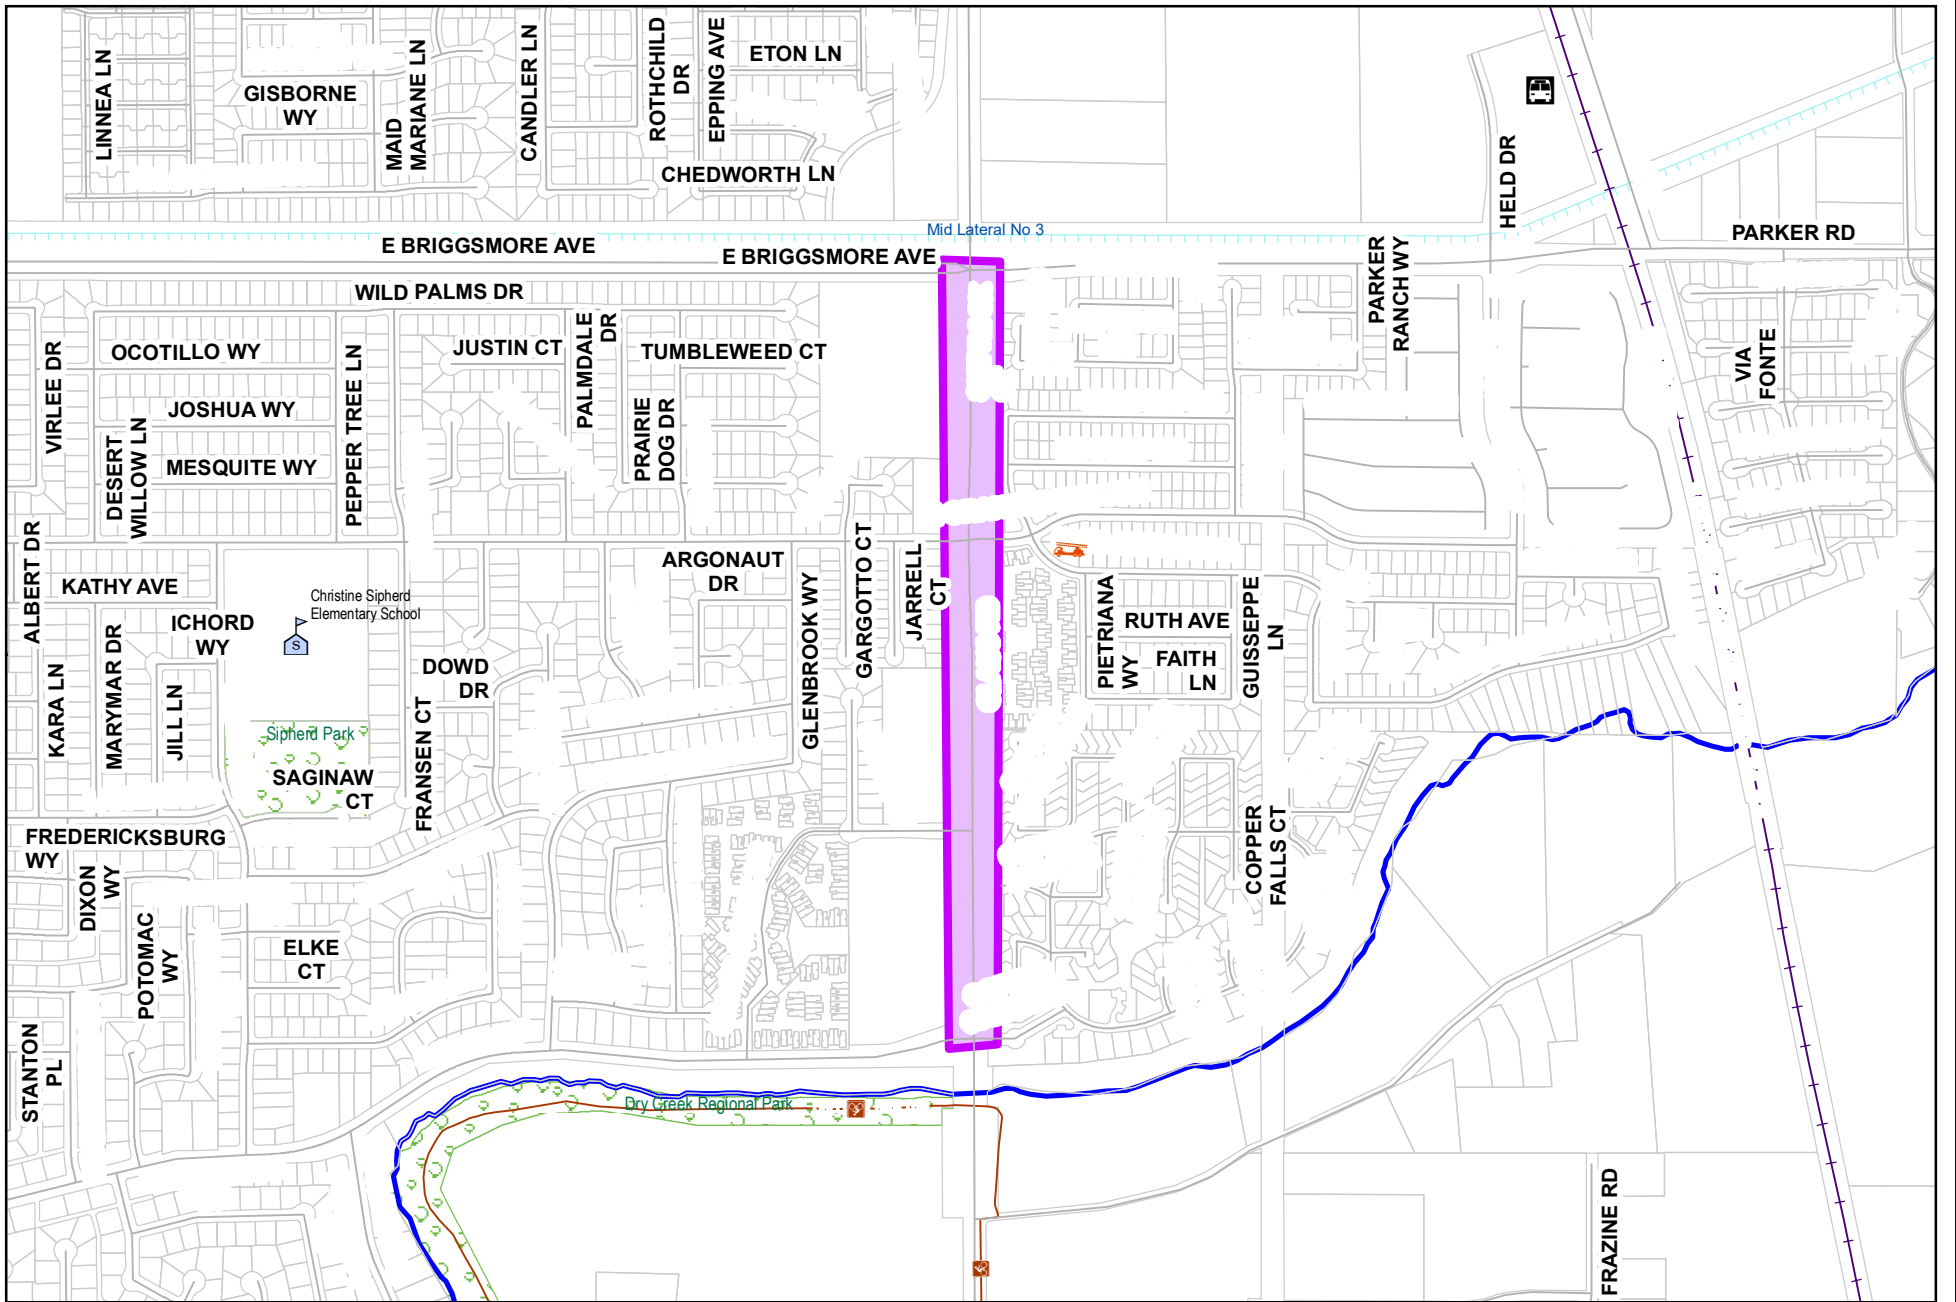 LINNEA LN
GISBORNE
WY
MAID
MARIANE LN
CANDLER LN
ROTHCHILD
DR
EPPING AVE
ETON LN
CHEDWORTH LN
HELD DR
Mid Lateral No 3
E BRIGGSMORE AVE
E BRIGGSMORE AVE
PARKER RD
WILD PALMS DR
PARKER
RANCH WY
VIRLEE DR
OCOTILLO WY
PEPPER TREE LN
JUSTIN CT
PALMDALE
DR
TUMBLEWEED CT
VIA
FONTE
JOSHUA WY
DESERT
WILLOW LN
MESQUITE WY
PRAIRIE
DOG DR
ALBERT DR
KATHY AVE
ARGONAUT
DR
GLENBROOK WY
GARGOTTO CT
JARRELL
CT
Christine Sipherd
Elementary School
S
ICHORD
WY
PIETRIANA
WY
RUTH AVE
FAITH
LN
GUISSEPPE
LN
KARA LN
MARYMAR DR
JILL LN
DOWD
DR
FRANSEN CT
Sipherd Park
SAGINAW
CT
FREDERICKSBURG
WY
DIXON
WY
COPPER
FALLS CT
POTOMAC
WY
ELKE
CT
STANTON
PL
Dry Creek Regional Park
FRAZINE RD